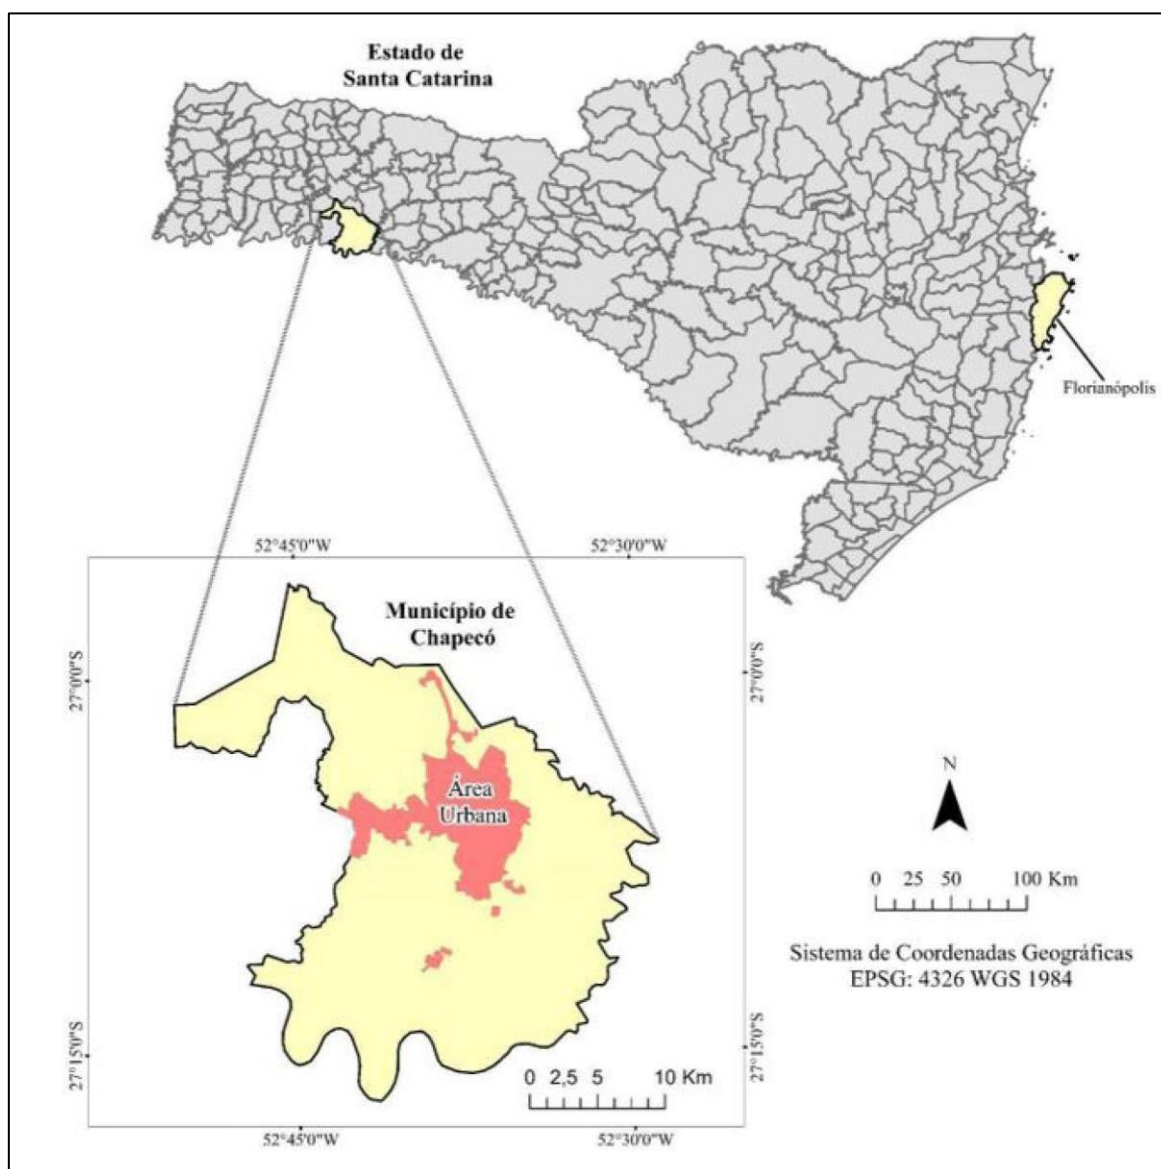 Estado de
Santa Catarina
Florianópolis
52°45'0"W
52°30'0"W
Município de
Chapecó
27°0'0"S
27°0'0"S
Área
Urbana
N
0 25 50 100 Km
Sistema de Coordenadas Geográficas
EPSG: 4326 WGS 1984
27°15'0"S
27°15'0"S
0 2,5 5 10 Km
52°45'0"W
52°30'0"W